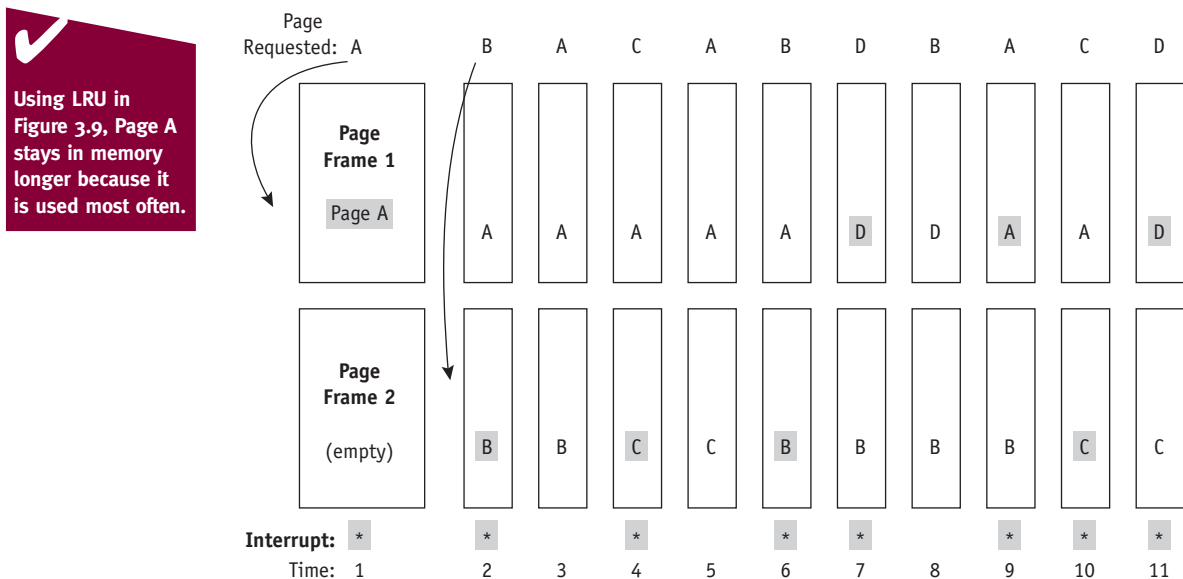 Using LRU in
Figure 3.9, Page A
stays in memory
longer because it
is used most often.
Page
Requested: A B A C A B D B A C D
Page
Frame 1
Page A
A A A A A D D A A D
Page
Frame 2
(empty)
B B C C B B B B C C
Interrupt: * * * * * * * *
Time: 1 2 3 4 5 6 7 8 9 10 11